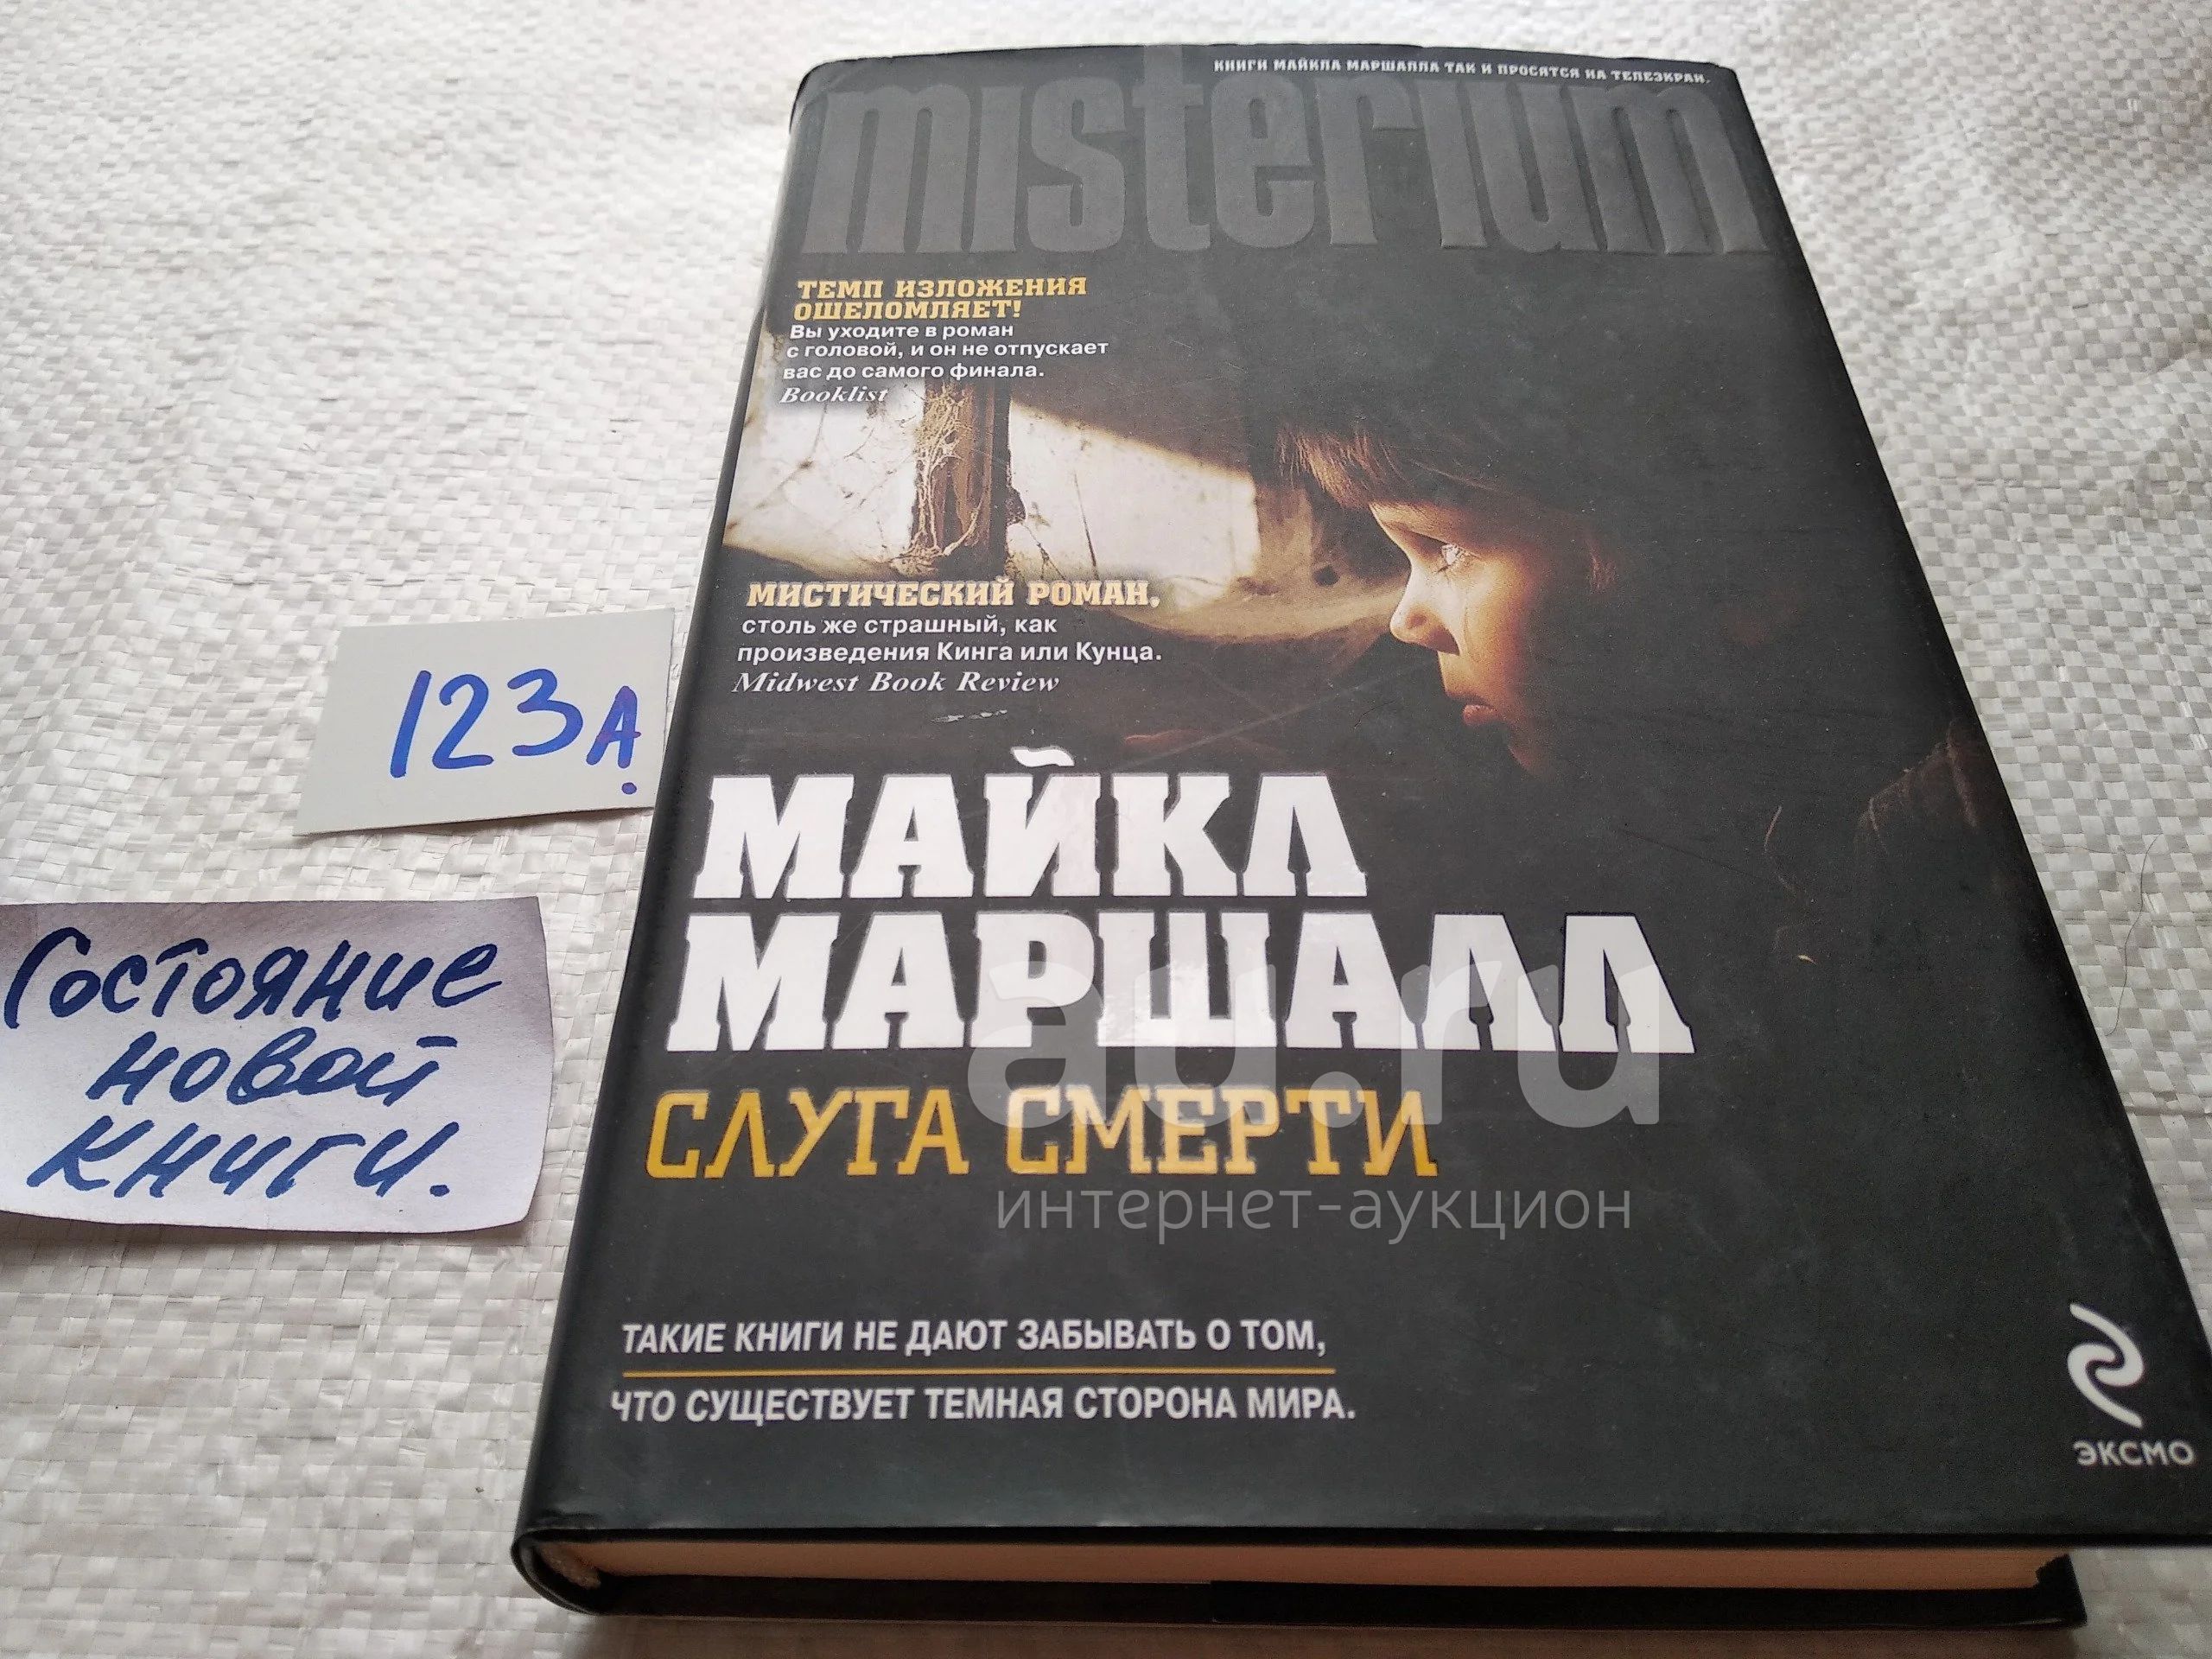 КНИГИ МАЙКЛА МАРШАЛЛА ТАК И ПРОСЯТСЯ НА ТЕЛЕЭКРАН.
misterium
ТЕМП ИЗЛОЖЕНИЯ
ОШЕЛОМЛЯЕТ!
Вы уходите в роман
с головой, и он не отпускает
вас до самого финала.
Booklist
МИСТИЧЕСКИЙ РОМАН,
столь же страшный, как
произведения Кинга или Кунца.
Midwest Book Review
123А.
Состояние
новой
книги.
МАЙКЛ
МАРШАЛЛ
СЛУГА СМЕРТИ
au.ru
интернет-аукцион
ТАКИЕ КНИГИ НЕ ДАЮТ ЗАБЫВАТЬ О ТОМ,
ЧТО СУЩЕСТВУЕТ ТЕМНАЯ СТОРОНА МИРА.
ЭКСМО